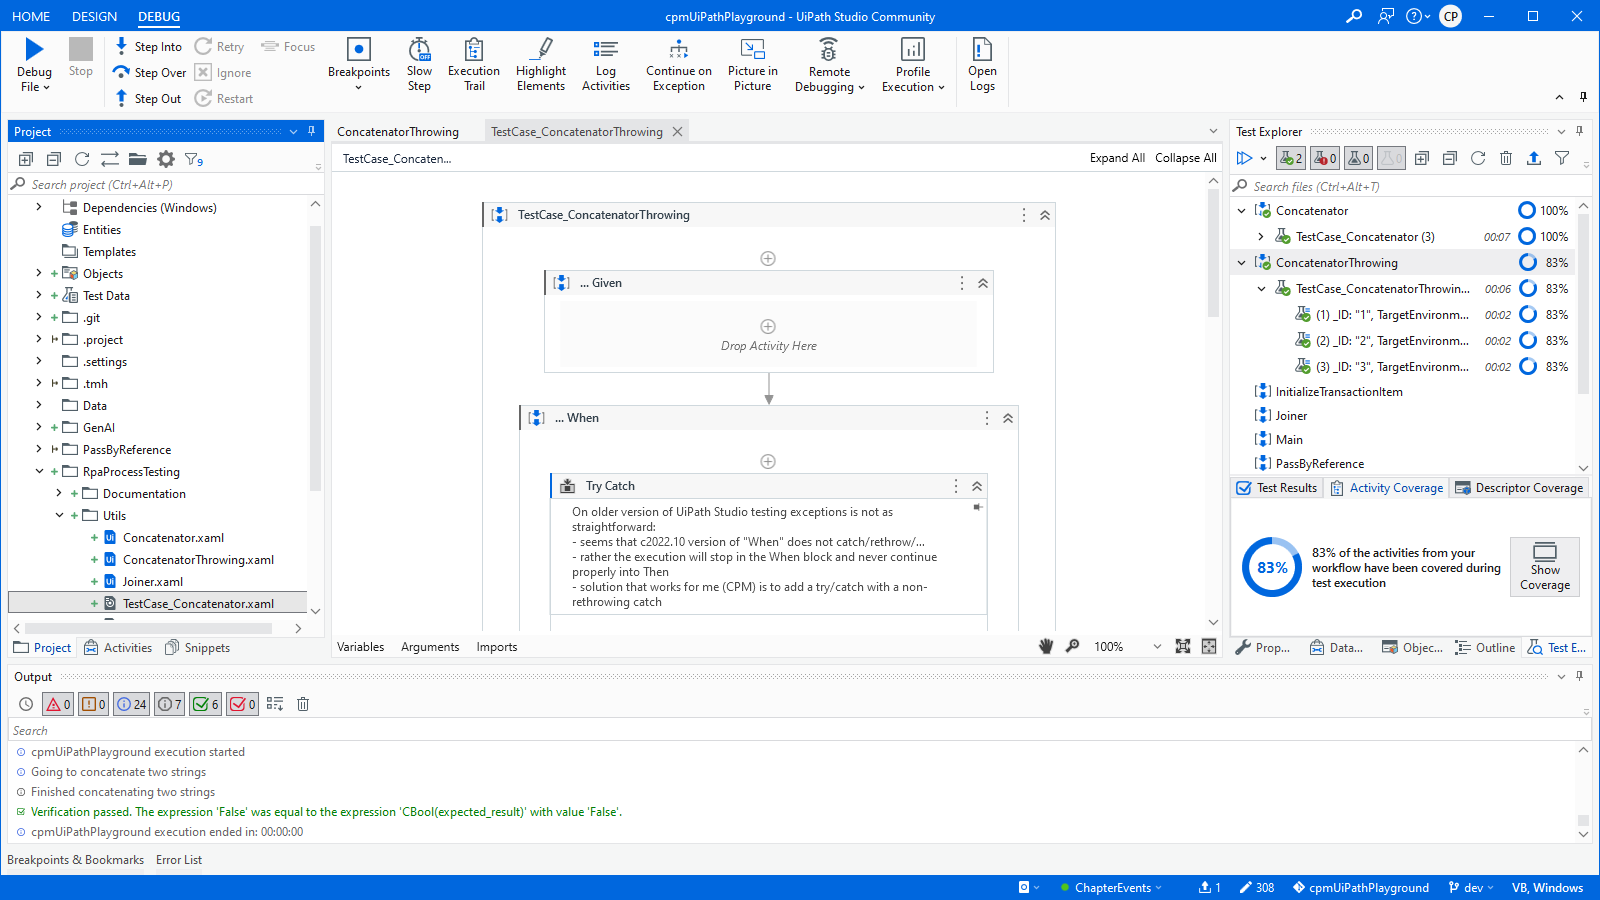 HOME DESIGN DEBUG
cpmUiPathPlayground - UiPath Studio Community
CP
Debug
File
Stop
Step Into
Step Over
Step Out
Retry
Ignore
Restart
Focus
Breakpoints
Slow
Step
Execution
Trail
Highlight
Elements
Log
Activities
Continue on
Exception
Picture in
Picture
Remote
Debugging
Profile
Execution
Open
Logs
Project
9
Search project (Ctrl+Alt+P)
Dependencies (Windows)
Entities
Templates
Objects
Test Data
.git
.project
.settings
.tmh
Data
GenAI
PassByReference
RpaProcessTesting
Documentation
Utils
Concatenator.xaml
ConcatenatorThrowing.xaml
Joiner.xaml
TestCase_Concatenator.xaml
Project Activities Snippets
ConcatenatorThrowing TestCase_ConcatenatorThrowing
TestCase_Concaten...
Expand All Collapse All
TestCase_ConcatenatorThrowing
... Given
Drop Activity Here
... When
Try Catch
On older version of UiPath Studio testing exceptions is not as
straightforward:
- seems that c2022.10 version of "When" does not catch/rethrow/...
- rather the execution will stop in the When block and never continue
properly into Then
- solution that works for me (CPM) is to add a try/catch with a non-
rethrowing catch
Variables Arguments Imports
100%
Test Explorer
2 0 0 0
Search files (Ctrl+Alt+T)
Concatenator 100%
TestCase_Concatenator (3) 00:07 100%
ConcatenatorThrowing 83%
TestCase_ConcatenatorThrowin... 00:06 83%
(1) _ID: "1", TargetEnvironm... 00:02 83%
(2) _ID: "2", TargetEnvironm... 00:02 83%
(3) _ID: "3", TargetEnvironm... 00:02 83%
InitializeTransactionItem
Joiner
Main
PassByReference
Test Results Activity Coverage Descriptor Coverage
83%
83% of the activities from your
workflow have been covered during
test execution
Show
Coverage
Prop... Data... Objec... Outline Test E...
Output
0 0 24 7 6 0
Search
cpmUiPathPlayground execution started
Going to concatenate two strings
Finished concatenating two strings
Verification passed. The expression 'False' was equal to the expression 'CBool(expected_result)' with value 'False'.
cpmUiPathPlayground execution ended in: 00:00:00
Breakpoints & Bookmarks Error List
ChapterEvents 1 308 cpmUiPathPlayground dev VB, Windows